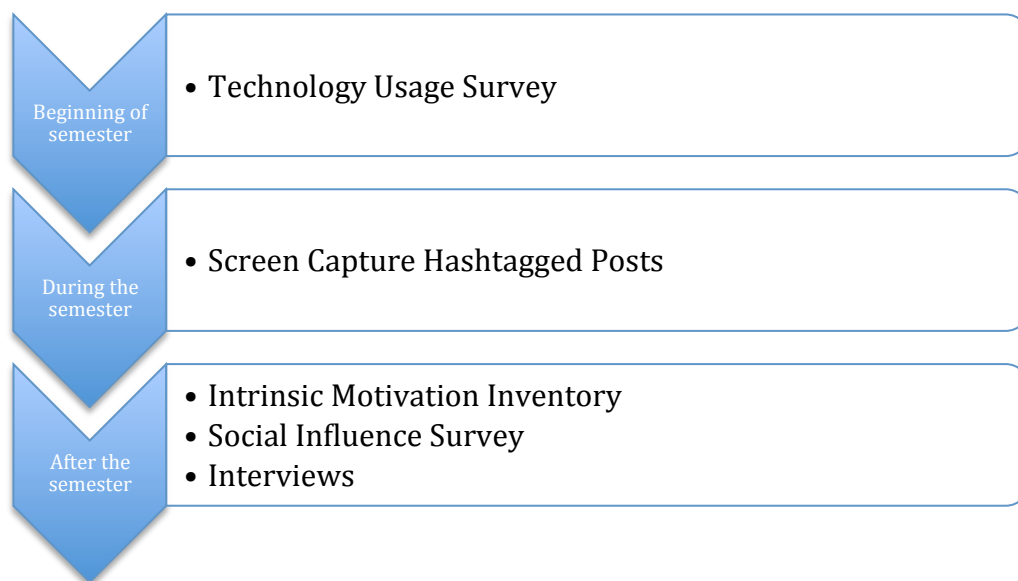 Beginning of
semester
• Technology Usage Survey
During the
semester
• Screen Capture Hashtagged Posts
After the
semester
• Intrinsic Motivation Inventory
• Social Influence Survey
• Interviews